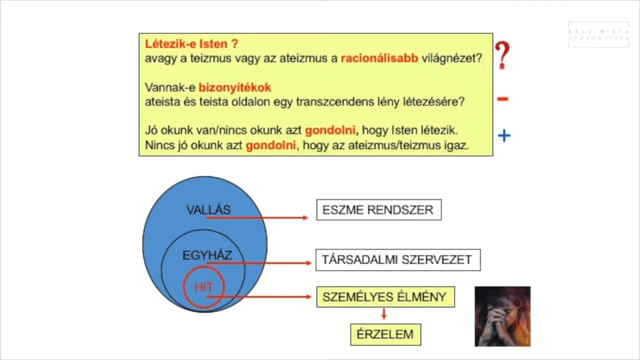 Létezik-e Isten ?
avagy a teizmus vagy az ateizmus a racionálisabb világnézet?
?
Vannak-e bizonyítékok
ateista és teista oldalon egy transzcendens lény létezésére?
-
Jó okunk van/nincs okunk azt gondolni, hogy Isten létezik.
Nincs jó okunk azt gondolni, hogy az ateizmus/teizmus igaz.
+
VALLÁS
ESZME RENDSZER
EGYHÁZ
TÁRSADALMI SZERVEZET
HIT
SZEMÉLYES ÉLMÉNY
ÉRZELEM